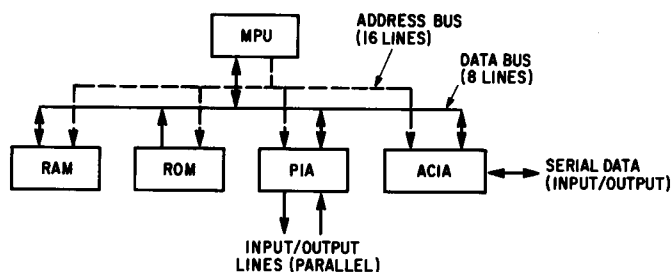 MPU
ADDRESS BUS
(16 LINES)
DATA BUS
(8 LINES)
RAM
ROM
PIA
ACIA
SERIAL DATA
(INPUT/OUTPUT)
INPUT/OUTPUT
LINES (PARALLEL)